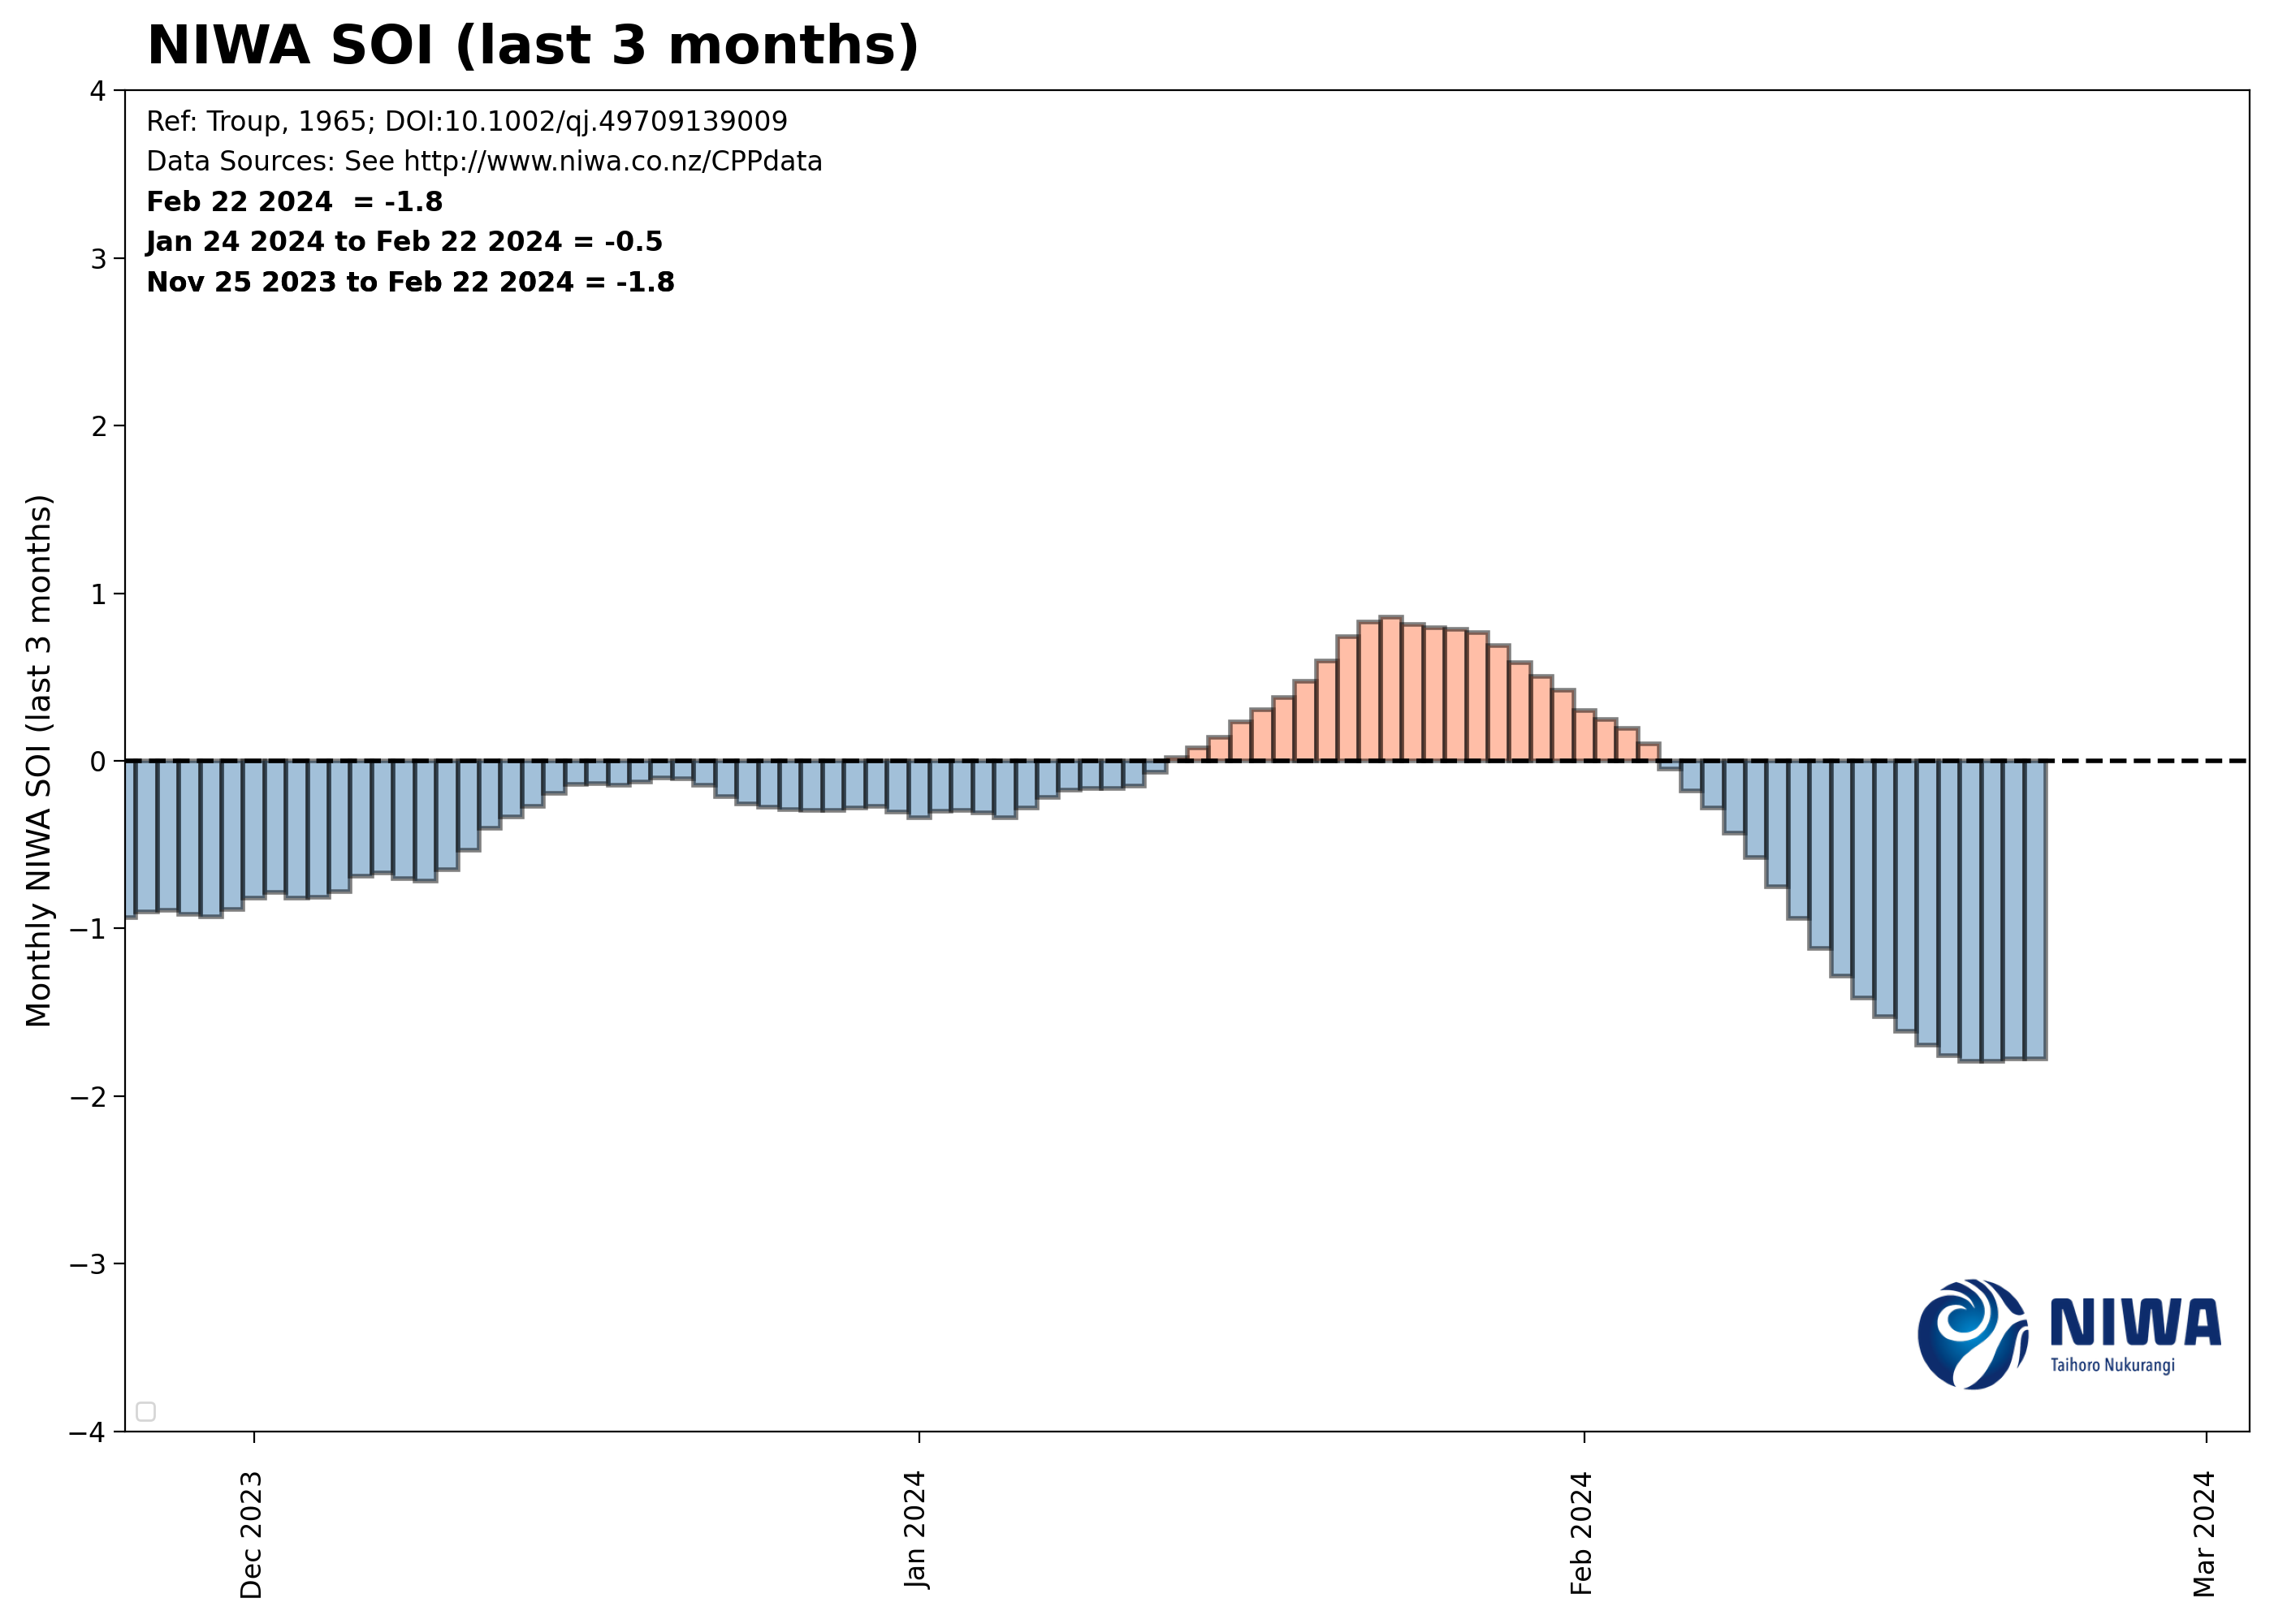 NIWA SOI (last 3 months)
Ref: Troup, 1965; DOI:10.1002/qj.49709139009
Data Sources: See http://www.niwa.co.nz/CPPdata
Feb 22 2024  = -1.8
Jan 24 2024 to Feb 22 2024 = -0.5
Nov 25 2023 to Feb 22 2024 = -1.8
Monthly NIWA SOI (last 3 months)
4
3
2
1
0
−1
−2
−3
−4
NIWA
Taihoro Nukurangi
Dec 2023
Jan 2024
Feb 2024
Mar 2024